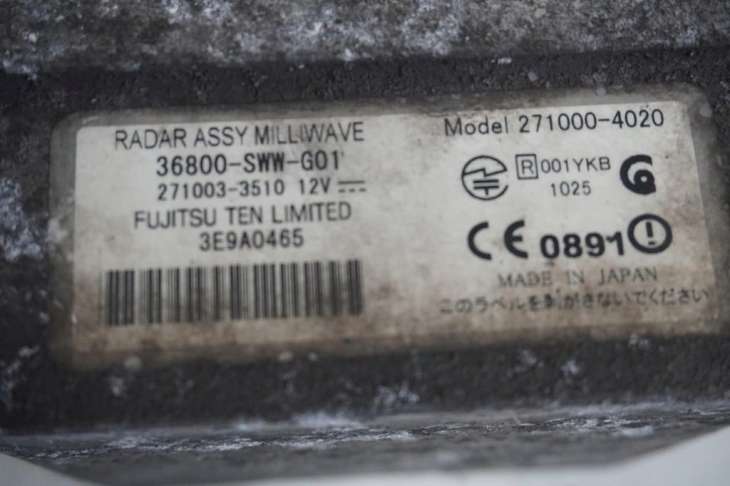 RADAR ASSY MILLIWAVE
36800-SWW-G01
271003-3510 12V
FUJITSU TEN LIMITED
3E9A0465
Model 271000-4020
R 001YKB
1025
CE 0891
MADE IN JAPAN
このラベルを剥がさないでください